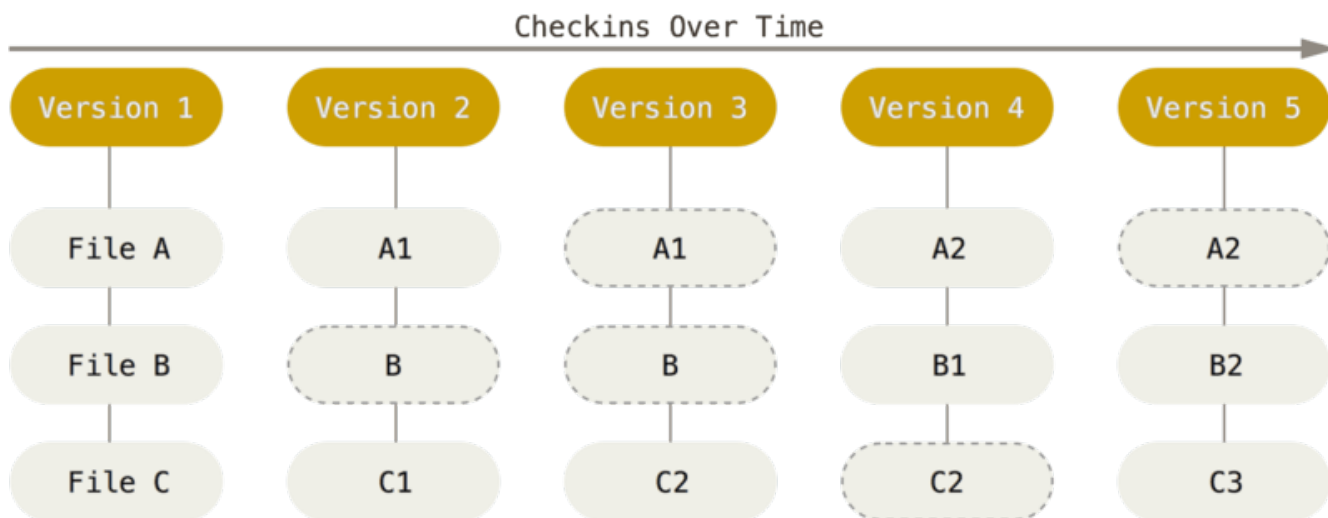 Checkins Over Time
Version 1 Version 2 Version 3 Version 4 Version 5
File A A1 A1 A2 A2
File B B B B1 B2
File C C1 C2 C2 C3